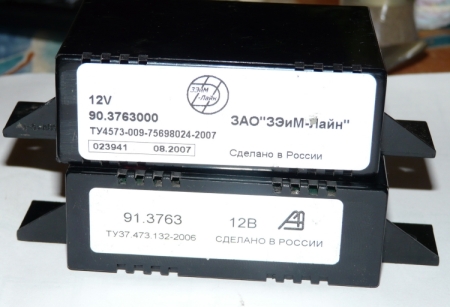 ЗЭиМ
-Лайн
12V
90.3763000
ЗАО"ЗЭиМ-Лайн"
ТУ4573-009-75698024-2007
023941 08.2007
Сделано в России
91.3763 12В
ТУ37.473.132-2006 СДЕЛАНО В РОССИИ